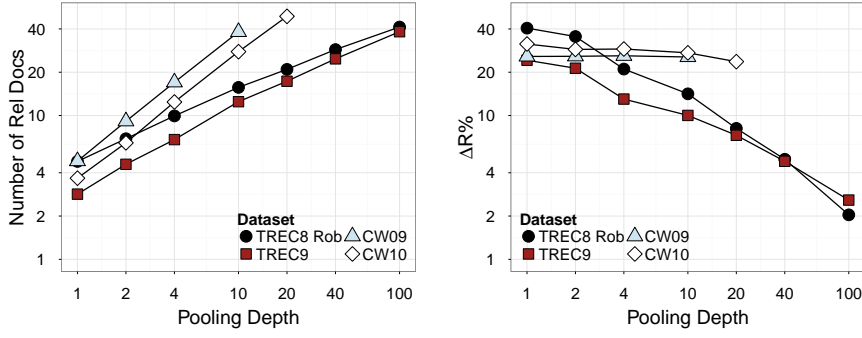 Number of Rel Docs
40
20
10
4
2
1
Dataset
TREC8 Rob CW09
TREC9 CW10
1 2 4 10 20 40 100
Pooling Depth
ΔR%
40
20
10
4
2
1
Dataset
TREC8 Rob CW09
TREC9 CW10
1 2 4 10 20 40 100
Pooling Depth